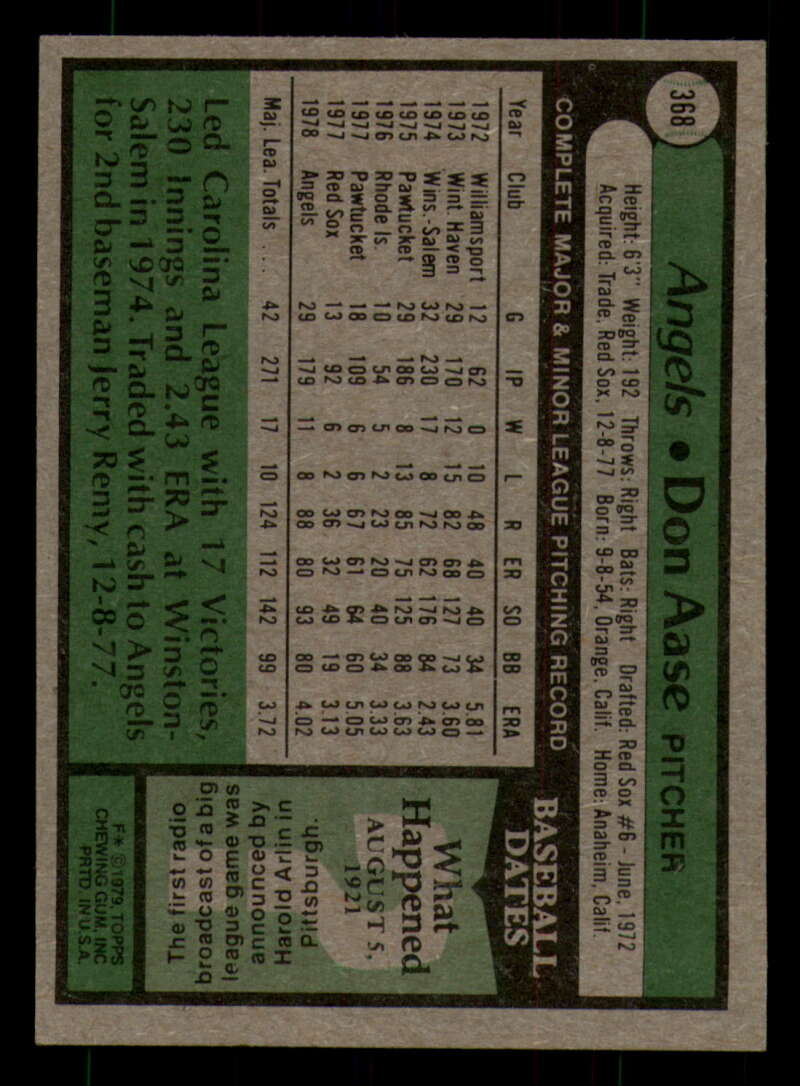 368
Angels • Don Aase PITCHER
Height: 6'3" Weight: 192 Throws: Right Bats: Right Drafted: Red Sox #6 - June, 1972
Acquired: Trade, Red Sox, 12-8-77 Born: 9-8-54, Orange, Calif. Home: Anaheim, Calif.
COMPLETE MAJOR & MINOR LEAGUE PITCHING RECORD
Year Club G IP W L R ER SO BB ERA
1972 Williamsport 12 62 0 10 48 40 40 34 5.81
1973 Wint. Haven 29 170 12 15 82 68 127 73 3.60
1974 Wins.-Salem 32 230 17 8 72 62 176 84 2.43
1975 Pawtucket 29 186 8 13 85 75 125 88 3.63
1976 Rhode Is. 10 54 5 2 23 20 40 34 3.33
1977 Pawtucket 18 109 6 6 67 61 64 60 5.05
1977 Red Sox 13 92 6 2 36 32 49 19 3.13
1978 Angels 29 179 11 8 88 80 93 80 4.02
Maj. Lea. Totals . . . 42 271 17 10 124 112 142 99 3.72
Led Carolina League with 17 Victories,
230 Innings and 2.43 ERA at Winston-
Salem in 1974. Traded with cash to Angels
for 2nd baseman Jerry Remy, 12-8-77.
BASEBALL
DATES
What
Happened
AUGUST 5,
1921
The first radio
broadcast of a big
league game was
announced by
Harold Arlin in
Pittsburgh.
F* © 1979, TOPPS
CHEWING GUM, INC
PRTD. IN U.S.A.